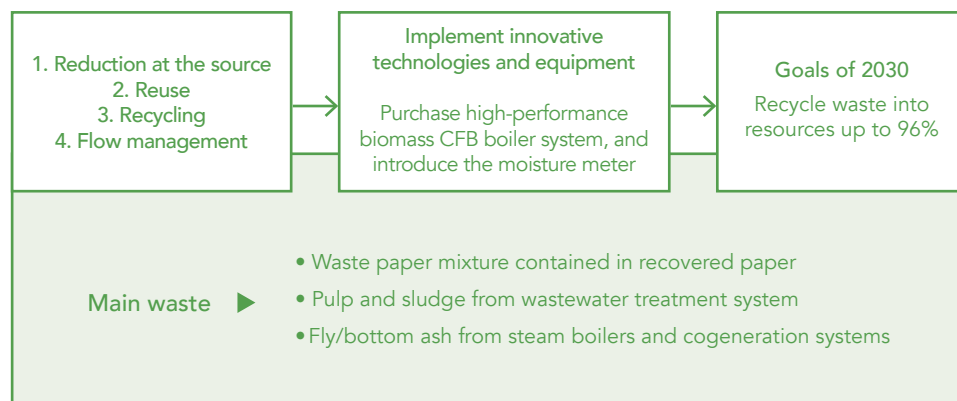 1. Reduction at the source
2. Reuse
3. Recycling
4. Flow management
Implement innovative
technologies and equipment
Purchase high-performance
biomass CFB boiler system, and
introduce the moisture meter
Goals of 2030
Recycle waste into
resources up to 96%
Main waste ▶
• Waste paper mixture contained in recovered paper
• Pulp and sludge from wastewater treatment system
• Fly/bottom ash from steam boilers and cogeneration systems